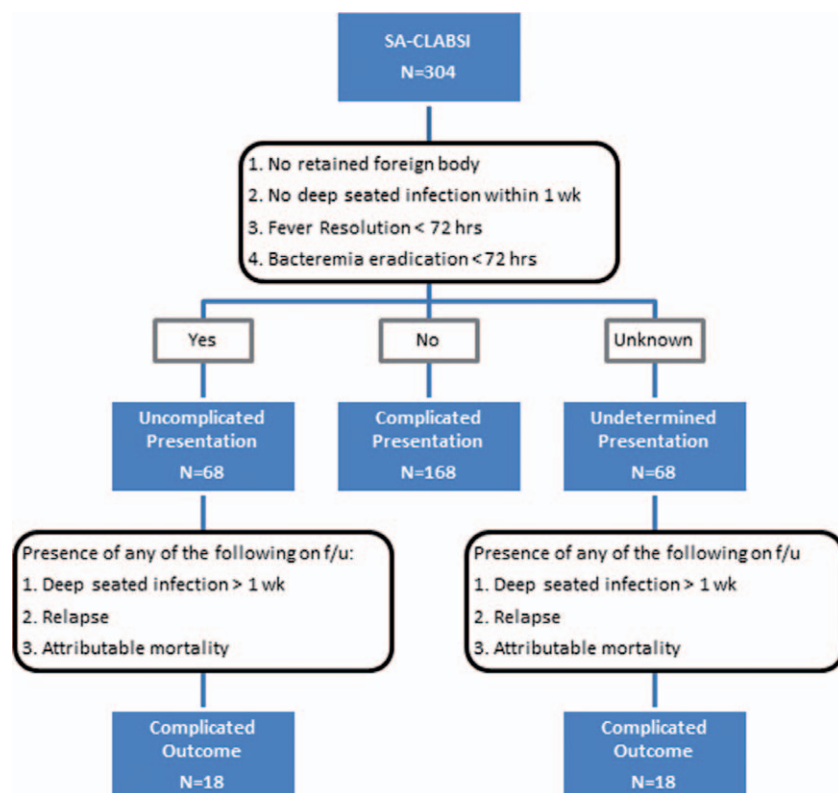 SA-CLABSI
N=304
1. No retained foreign body
2. No deep seated infection within 1 wk
3. Fever Resolution < 72 hrs
4. Bacteremia eradication < 72 hrs
Yes
No
Unknown
Uncomplicated
Presentation
N=68
Complicated
Presentation
N=168
Undetermined
Presentation
N=68
Presence of any of the following on f/u:
1. Deep seated infection > 1 wk
2. Relapse
3. Attributable mortality
Presence of any of the following on f/u
1. Deep seated infection > 1 wk
2. Relapse
3. Attributable mortality
Complicated
Outcome
N=18
Complicated
Outcome
N=18